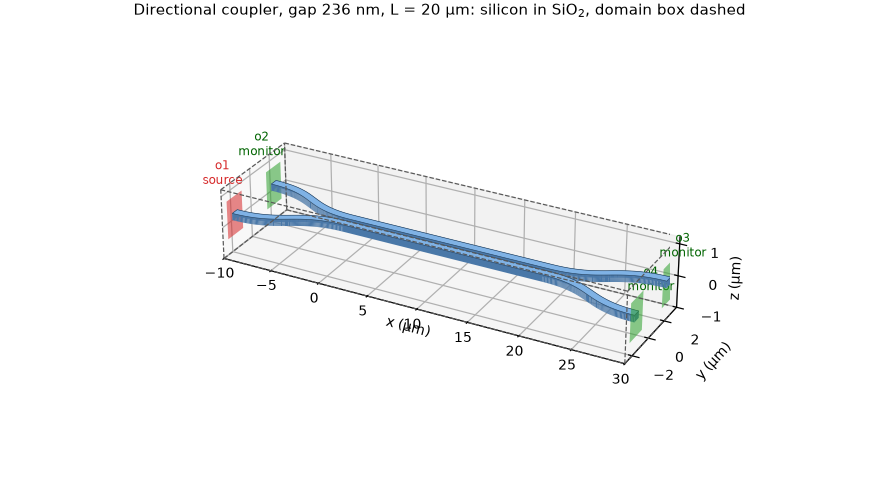 Directional coupler, gap 236 nm, L = 20 μm: silicon in SiO₂, domain box dashed
o2
monitor
o1
source
o3
monitor
o4
monitor
−10
−5
0
5
10
15
20
25
30
x (μm)
−2
0
2
y (μm)
−1
0
1
z (μm)